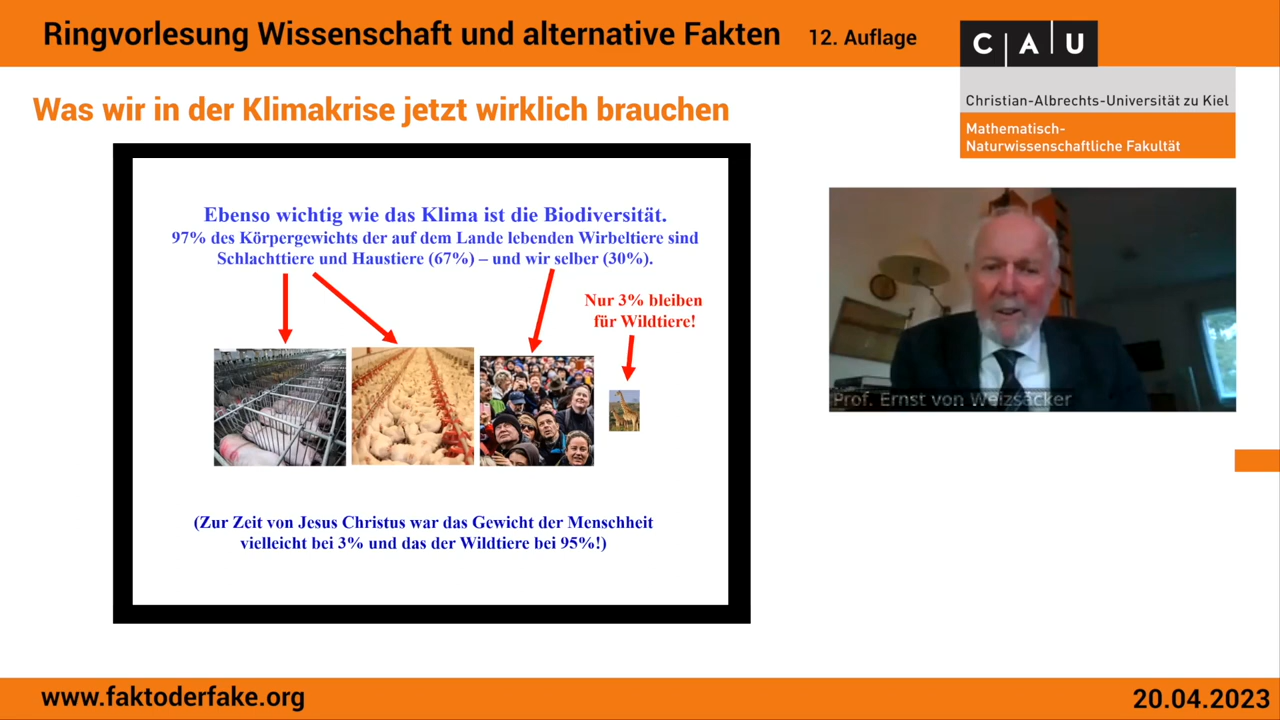 Ringvorlesung Wissenschaft und alternative Fakten 12. Auflage
C A U
Christian-Albrechts-Universität zu Kiel
Mathematisch-
Naturwissenschaftliche Fakultät
Was wir in der Klimakrise jetzt wirklich brauchen
Ebenso wichtig wie das Klima ist die Biodiversität.
97% des Körpergewichts der auf dem Lande lebenden Wirbeltiere sind
Schlachttiere und Haustiere (67%) – und wir selber (30%).
Nur 3% bleiben
für Wildtiere!
(Zur Zeit von Jesus Christus war das Gewicht der Menschheit
vielleicht bei 3% und das der Wildtiere bei 95%!)
Prof. Ernst von Weizsäcker
www.faktoderfake.org
20.04.2023